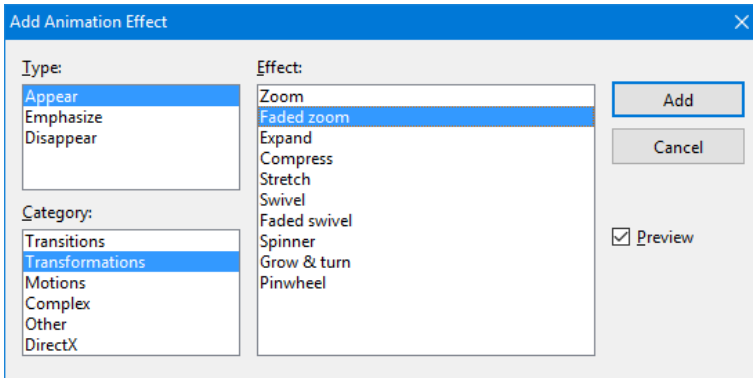 Add Animation Effect
Type:
Appear
Emphasize
Disappear
Category:
Transitions
Transformations
Motions
Complex
Other
DirectX
Effect:
Zoom
Faded zoom
Expand
Compress
Stretch
Swivel
Faded swivel
Spinner
Grow & turn
Pinwheel
Add
Cancel
Preview